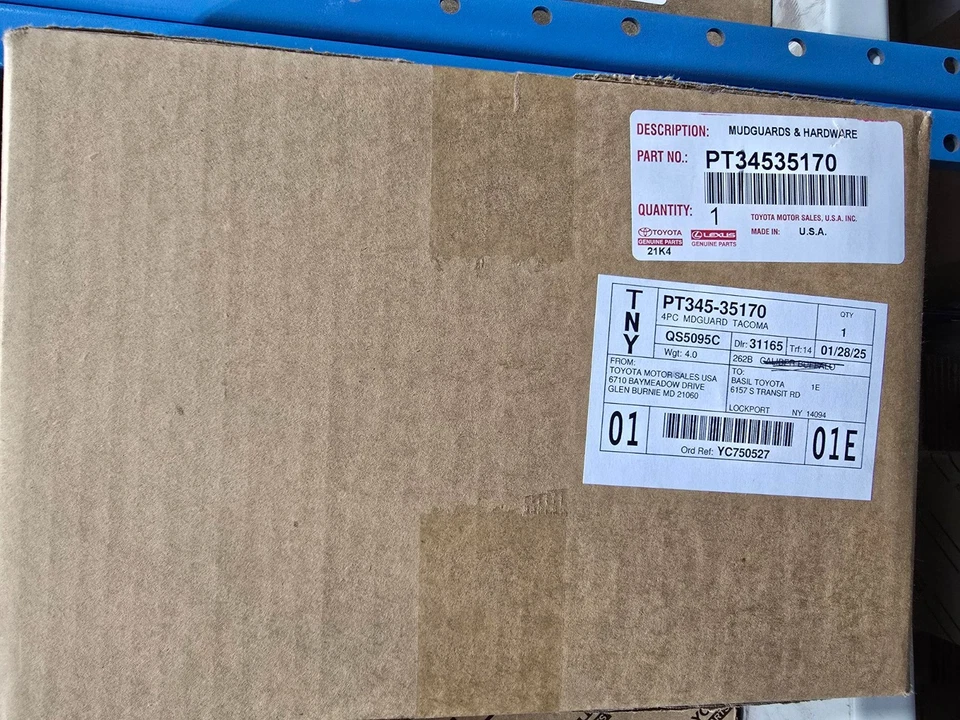 DESCRIPTION: MUDGUARDS & HARDWARE
PART NO.: PT34535170
QUANTITY: 1
TOYOTA MOTOR SALES, U.S.A. INC.
MADE IN: U.S.A.
TOYOTA
GENUINE PARTS
LEXUS
GENUINE PARTS
21K4
TNY
PT345-35170
4PC MDGUARD TACOMA
QTY
1
QS5095C
Wgt: 4.0
Dlr: 31165
Trf: 14
01/28/25
262B CALIBER BUFFALO
FROM:
TOYOTA MOTOR SALES USA
6710 BAYMEADOW DRIVE
GLEN BURNIE MD 21060
TO:
BASIL TOYOTA 1E
6157 S TRANSIT RD
LOCKPORT NY 14094
01
Ord Ref: YC750527
01E